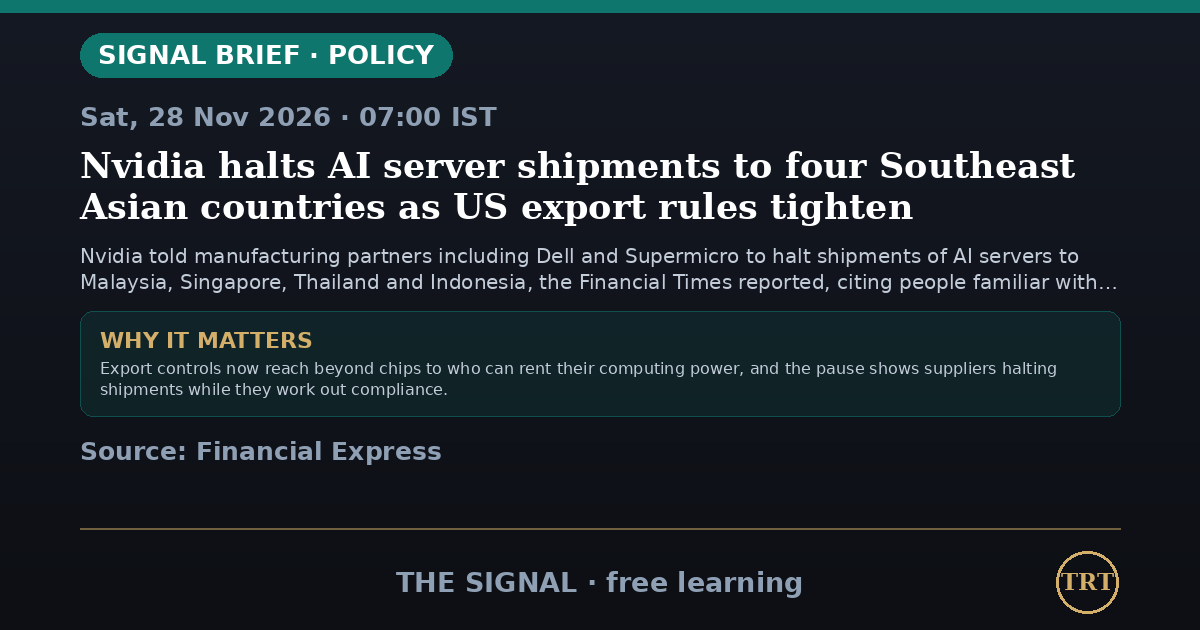 SIGNAL BRIEF · POLICY
Sat, 28 Nov 2026 · 07:00 IST
Nvidia halts AI server shipments to four Southeast
Asian countries as US export rules tighten
Nvidia told manufacturing partners including Dell and Supermicro to halt shipments of AI servers to
Malaysia, Singapore, Thailand and Indonesia, the Financial Times reported, citing people familiar with…
WHY IT MATTERS
Export controls now reach beyond chips to who can rent their computing power, and the pause shows suppliers halting
shipments while they work out compliance.
Source: Financial Express
THE SIGNAL · free learning
TRT